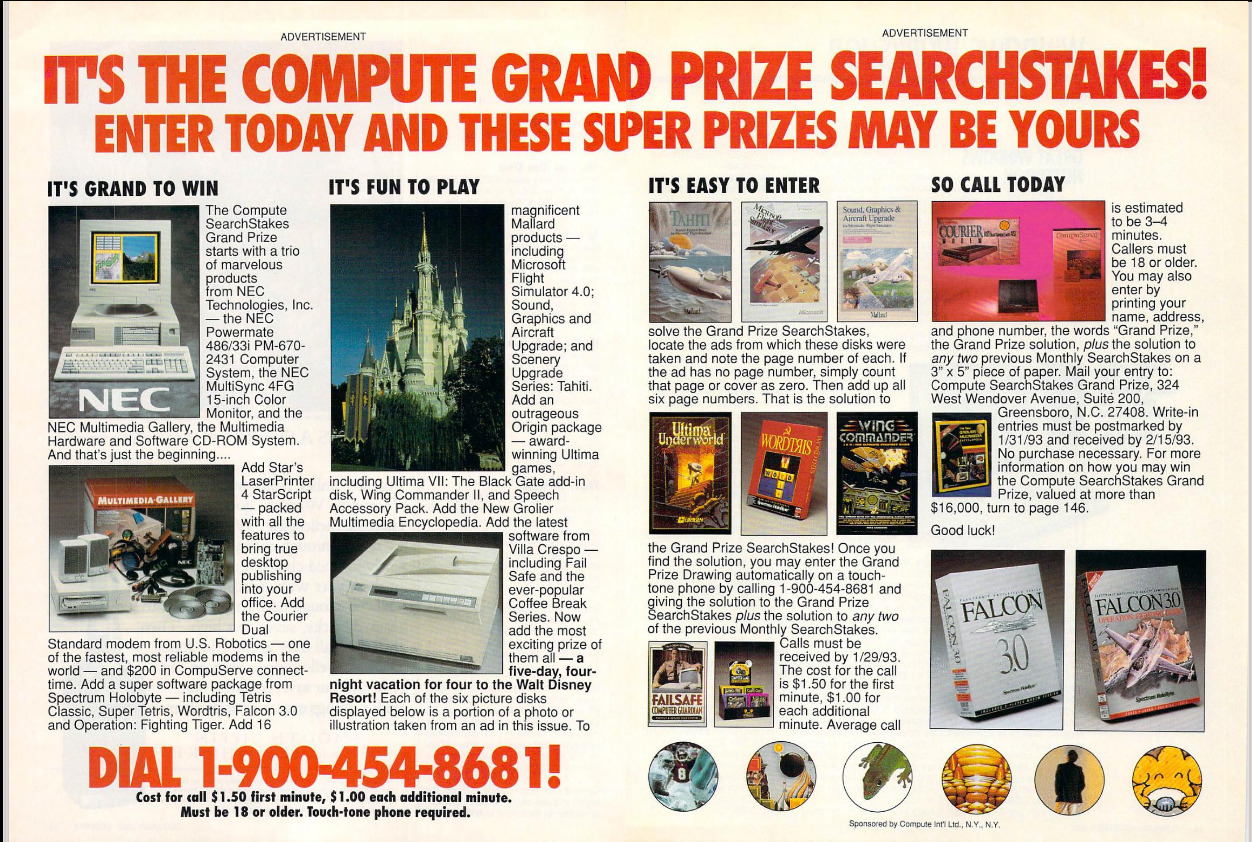 ADVERTISEMENT
ADVERTISEMENT
IT'S THE COMPUTE GRAND PRIZE SEARCHSTAKES!
ENTER TODAY AND THESE SUPER PRIZES MAY BE YOURS
IT'S GRAND TO WIN
The Compute
SearchStakes
Grand Prize
starts with a trio
of marvelous
products
from NEC
Technologies, Inc.
— the NEC
Powermate
486/33i PM-670-
2431 Computer
System, the NEC
MultiSync 4FG
15-inch Color
Monitor, and the
NEC
NEC Multimedia Gallery, the Multimedia
Hardware and Software CD-ROM System.
And that's just the beginning....
MULTIMEDIA GALLERY
NEC
Add Star's
LaserPrinter
4 StarScript
— packed
with all the
features to
bring true
desktop
publishing
into your
office. Add
the Courier
Dual
Standard modem from U.S. Robotics — one
of the fastest, most reliable modems in the
world — and $200 in CompuServe connect-
time. Add a super software package from
Spectrum Holobyte — including Tetris
Classic, Super Tetris, Wordtris, Falcon 3.0
and Operation: Fighting Tiger. Add 16
IT'S FUN TO PLAY
magnificent
Mallard
products —
including
Microsoft
Flight
Simulator 4.0;
Sound,
Graphics and
Aircraft
Upgrade; and
Scenery
Upgrade
Series: Tahiti.
Add an
outrageous
Origin package
— award-
winning Ultima
games,
including Ultima VII: The Black Gate add-in
disk, Wing Commander II, and Speech
Accessory Pack. Add the New Grolier
Multimedia Encyclopedia. Add the latest
software from
Villa Crespo —
including Fail
Safe and the
ever-popular
Coffee Break
Series. Now
add the most
exciting prize of
them all — a
five-day, four-
night vacation for four to the Walt Disney
Resort! Each of the six picture disks
displayed below is a portion of a photo or
illustration taken from an ad in this issue. To
IT'S EASY TO ENTER
TAHITI
Mallard
Microsoft
Flight
Simulator
Microsoft
Sound, Graphics &
Aircraft Upgrade
Mallard
solve the Grand Prize SearchStakes,
locate the ads from which these disks were
taken and note the page number of each. If
the ad has no page number, simply count
that page or cover as zero. Then add up all
six page numbers. That is the solution to
Ultima
Underworld
ORIGIN
WORDTRIS
WING
COMMANDER
the Grand Prize SearchStakes! Once you
find the solution, you may enter the Grand
Prize Drawing automatically on a touch-
tone phone by calling 1-900-454-8681 and
giving the solution to the Grand Prize
SearchStakes plus the solution to any two
of the previous Monthly SearchStakes.
FAILSAFE
COMPUTER GUARDIAN
Calls must be
received by 1/29/93.
The cost for the call
is $1.50 for the first
minute, $1.00 for
each additional
minute. Average call
SO CALL TODAY
COURIER
CompuServe
is estimated
to be 3–4
minutes.
Callers must
be 18 or older.
You may also
enter by
printing your
name, address,
and phone number, the words “Grand Prize,”
the Grand Prize solution, plus the solution to
any two previous Monthly SearchStakes on a
3” x 5” piece of paper. Mail your entry to:
Compute SearchStakes Grand Prize, 324
West Wendover Avenue, Suite 200,
Greensboro, N.C. 27408. Write-in
entries must be postmarked by
1/31/93 and received by 2/15/93.
No purchase necessary. For more
information on how you may win
the Compute SearchStakes Grand
Prize, valued at more than
$16,000, turn to page 146.
Good luck!
FALCON
3.0
FALCON 3.0
Spectrum HoloByte
FALCON 3.0
Spectrum HoloByte
DIAL 1-900-454-8681!
Cost for call $1.50 first minute, $1.00 each additional minute.
Must be 18 or older. Touch-tone phone required.
8
Sponsored by Compute Int'l Ltd., N.Y., N.Y.